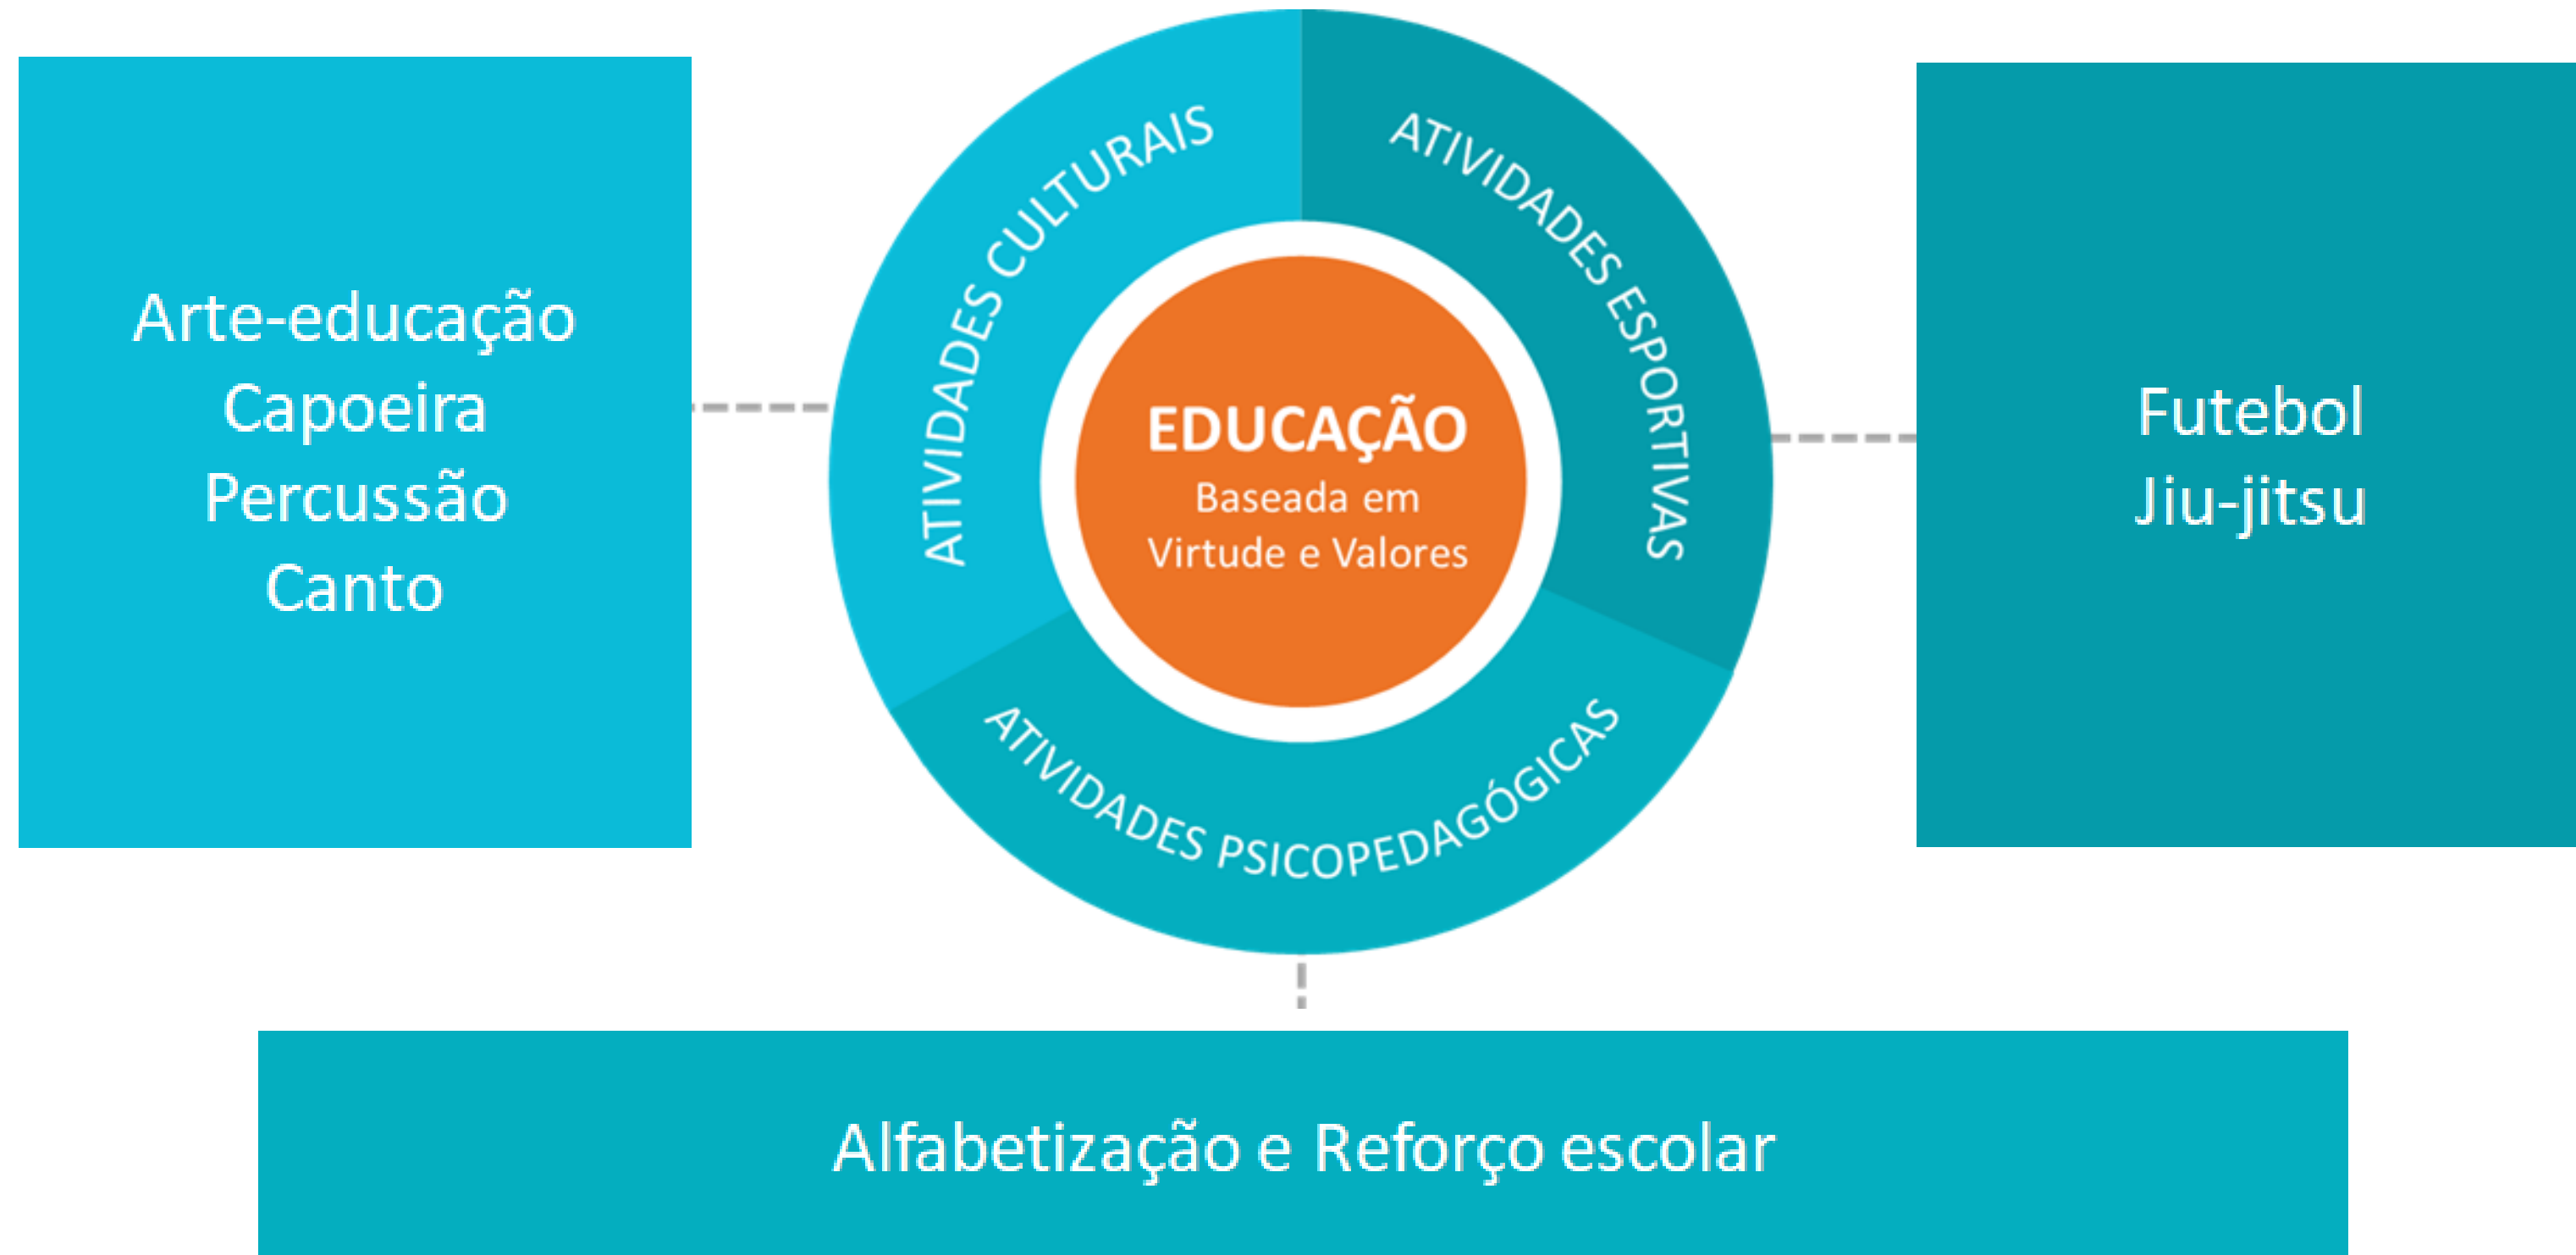 Arte-educação
Capoeira
Percussão
Canto
ATIVIDADES CULTURAIS
ATIVIDADES ESPORTIVAS
EDUCAÇÃO
Baseada em
Virtude e Valores
ATIVIDADES PSICOPEDAGÓGICAS
Futebol
Jiu-jitsu
Alfabetização e Reforço escolar